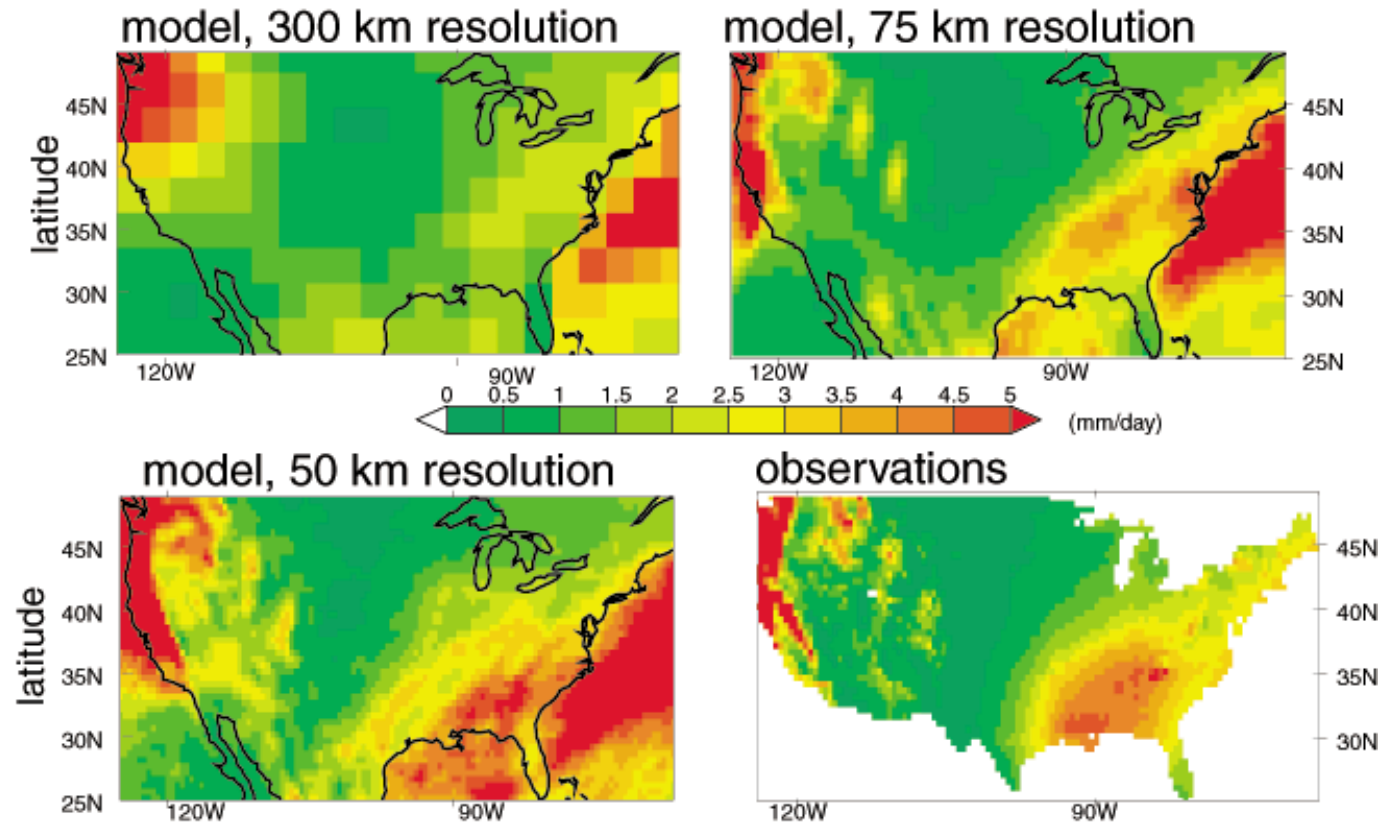 model, 300 km resolution
model, 75 km resolution
latitude
45N
40N
35N
30N
25N
120W
90W
45N
40N
35N
30N
25N
120W
90W
0 0.5 1 1.5 2 2.5 3 3.5 4 4.5 5
(mm/day)
model, 50 km resolution
observations
latitude
45N
40N
35N
30N
25N
120W
90W
45N
40N
35N
30N
120W
90W